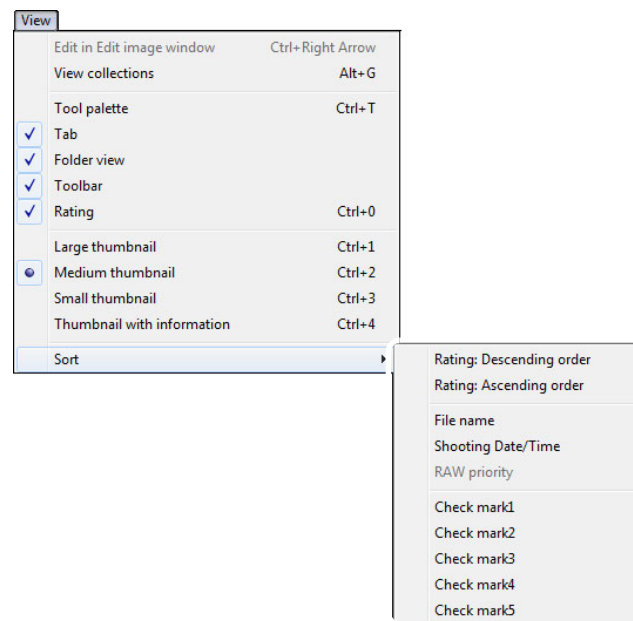 View
Edit in Edit image window Ctrl+Right Arrow
View collections Alt+G
Tool palette Ctrl+T
Tab
Folder view
Toolbar
Rating Ctrl+0
Large thumbnail Ctrl+1
Medium thumbnail Ctrl+2
Small thumbnail Ctrl+3
Thumbnail with information Ctrl+4
Sort
Rating: Descending order
Rating: Ascending order
File name
Shooting Date/Time
RAW priority
Check mark1
Check mark2
Check mark3
Check mark4
Check mark5